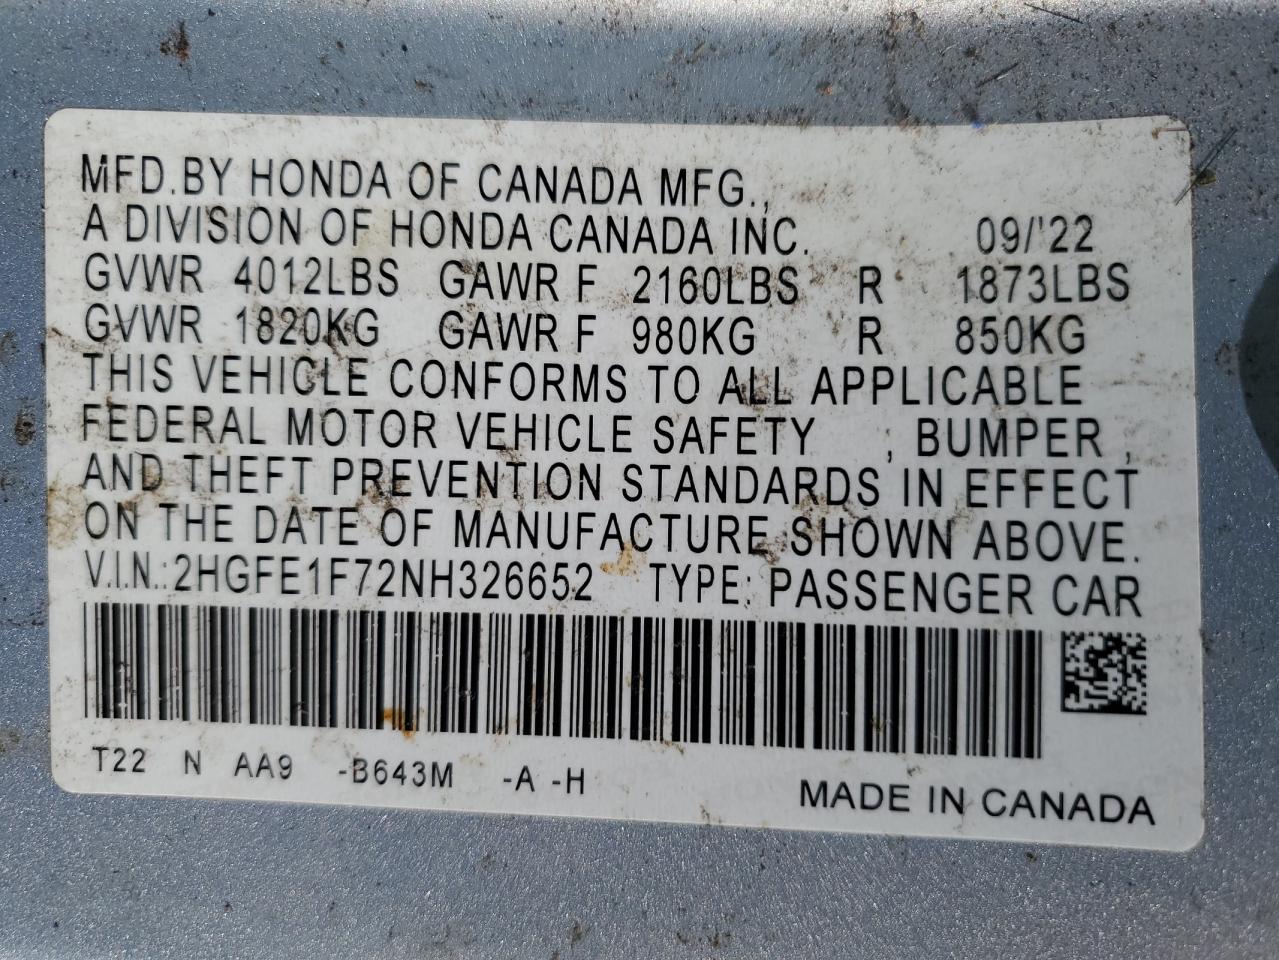 MFD.BY HONDA OF CANADA MFG.,
A DIVISION OF HONDA CANADA INC. 09/'22
GVWR 4012LBS GAWR F 2160LBS R 1873LBS
GVWR 1820KG GAWR F 980KG R 850KG
THIS VEHICLE CONFORMS TO ALL APPLICABLE
FEDERAL MOTOR VEHICLE SAFETY , BUMPER ,
AND THEFT PREVENTION STANDARDS IN EFFECT
ON THE DATE OF MANUFACTURE SHOWN ABOVE.
V.I.N.:2HGFE1F72NH326652 TYPE: PASSENGER CAR
T22 N AA9 -B643M -A -H
MADE IN CANADA